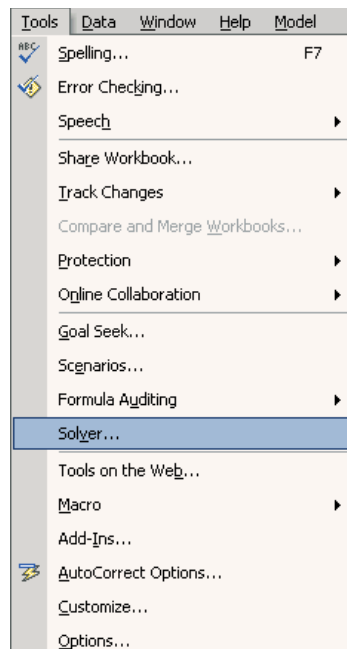 Tools Data Window Help Model
ABC Spelling... F7
Error Checking...
Speech
Share Workbook...
Track Changes
Compare and Merge Workbooks...
Protection
Online Collaboration
Goal Seek...
Scenarios...
Formula Auditing
Solver...
Tools on the Web...
Macro
Add-Ins...
AutoCorrect Options...
Customize...
Options...